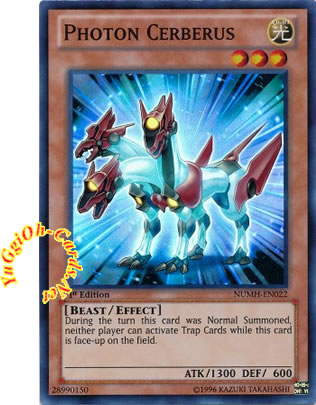 PHOTON CERBERUS
光
YuGgiOh-Cards.Net
1st Edition
NUMH-EN022
[BEAST / EFFECT]
During the turn this card was Normal Summoned,
neither player can activate Trap Cards while this
card is face-up on the field.
ATK/1300 DEF/ 600
28990150
©1996 KAZUKI TAKAHASHI